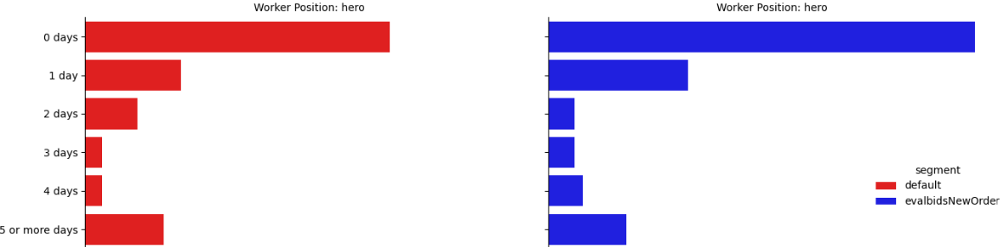 Worker Position: hero
Worker Position: hero
0 days
1 day
2 days
3 days
4 days
5 or more days
segment
default
evalbidsNewOrder